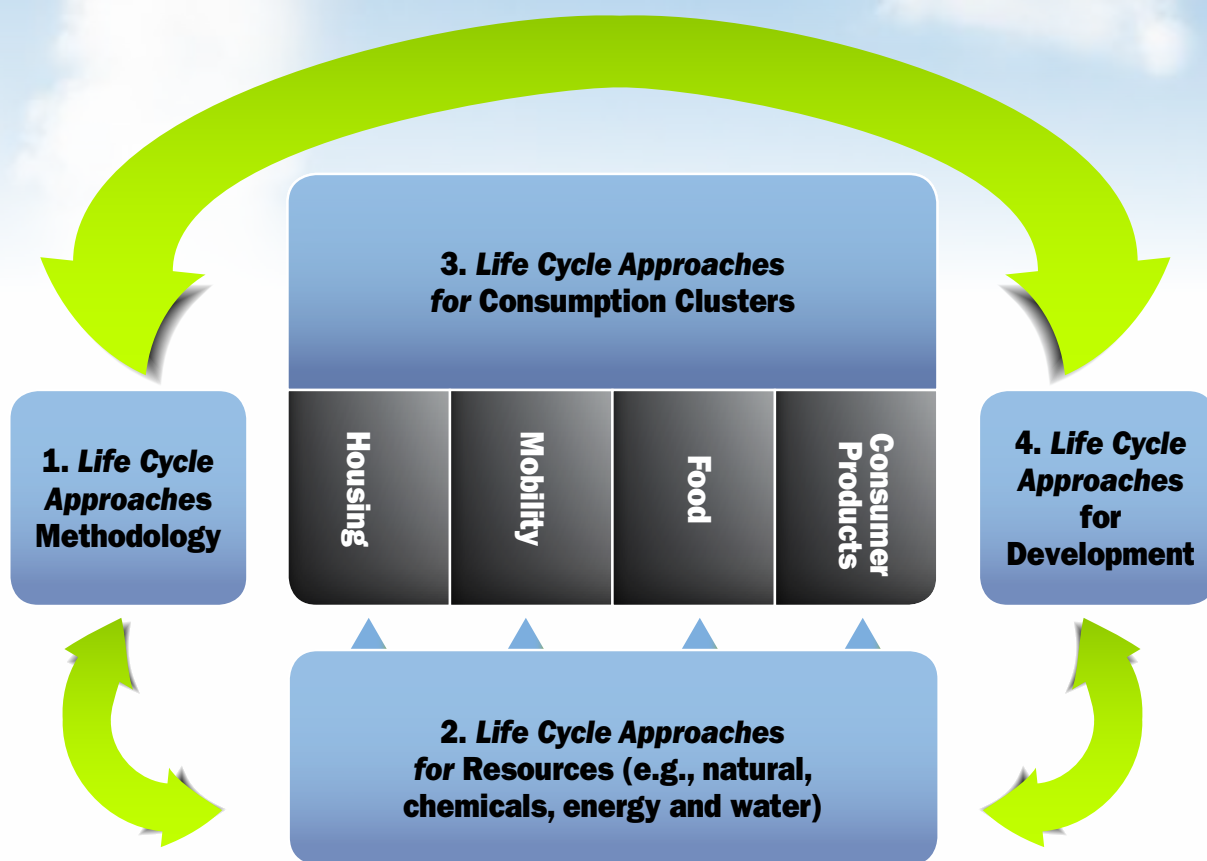 3. Life Cycle Approaches
for Consumption Clusters
1. Life Cycle
Approaches
Methodology
Housing
Mobility
Food
Consumer
Products
4. Life Cycle
Approaches
for
Development
2. Life Cycle Approaches
for Resources (e.g., natural,
chemicals, energy and water)